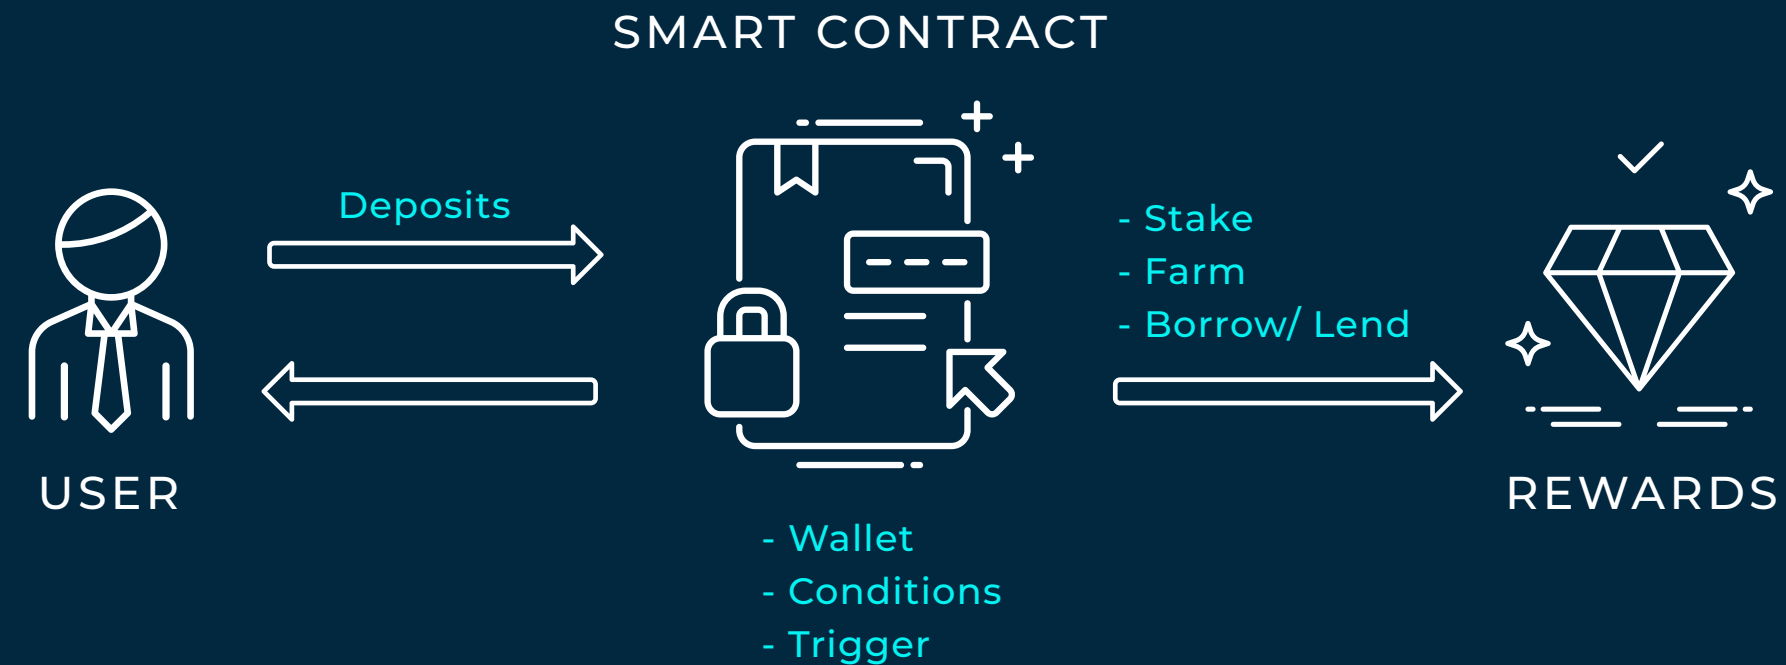 SMART CONTRACT
Deposits
- Stake
- Farm
- Borrow/ Lend
USER
REWARDS
- Wallet
- Conditions
- Trigger